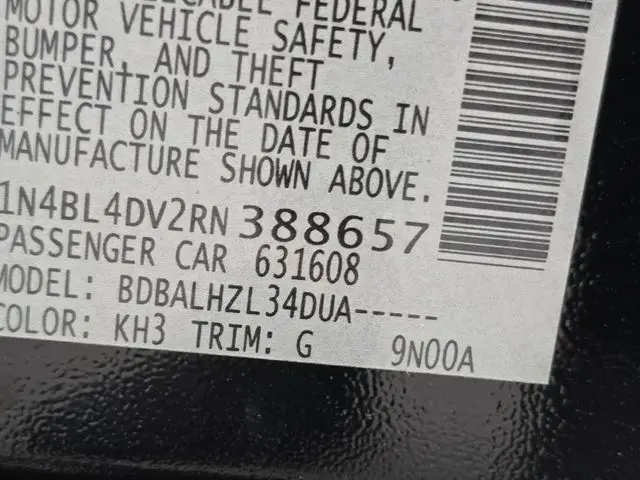 FEDERAL
MOTOR VEHICLE SAFETY,
BUMPER, AND THEFT
PREVENTION STANDARDS IN
EFFECT ON THE DATE OF
MANUFACTURE SHOWN ABOVE.
1N4BL4DV2RN388657
PASSENGER CAR 631608
MODEL: BDBALHZL34DUA-----
COLOR: KH3 TRIM: G 9N00A